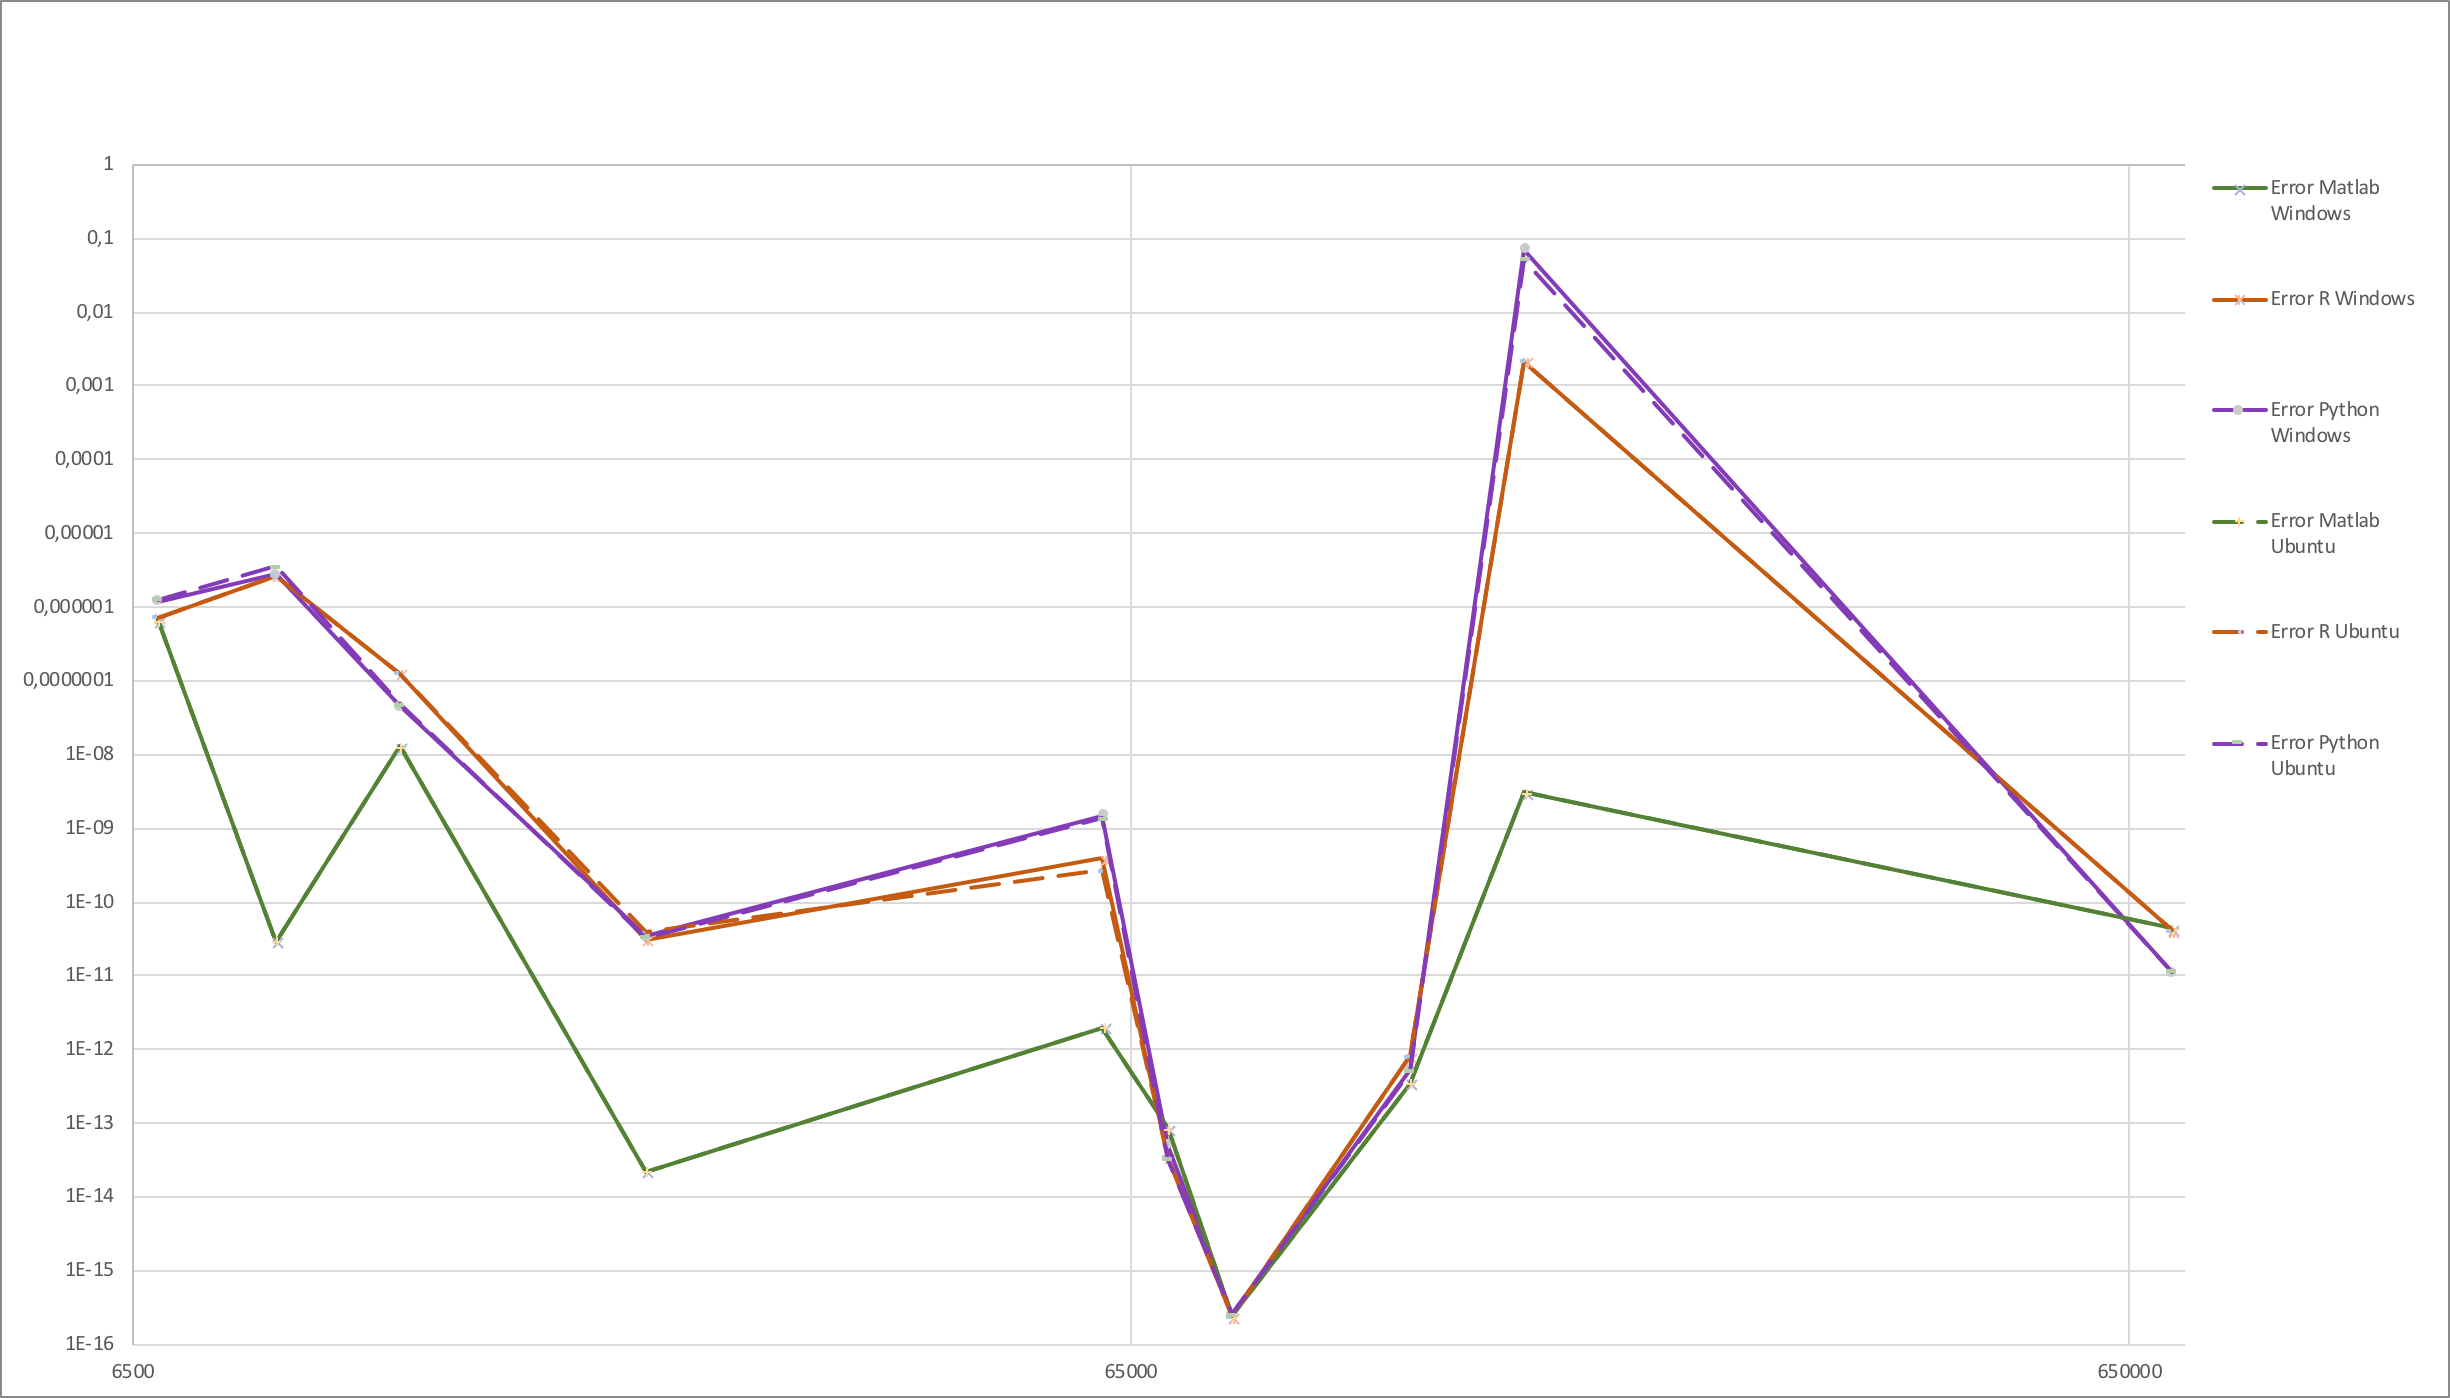 1
0,1
0,01
0,001
0,0001
0,00001
0,000001
0,0000001
1E-08
1E-09
1E-10
1E-11
1E-12
1E-13
1E-14
1E-15
1E-16
6500
65000
650000
Error Matlab
Windows
Error R Windows
Error Python
Windows
Error Matlab
Ubuntu
Error R Ubuntu
Error Python
Ubuntu